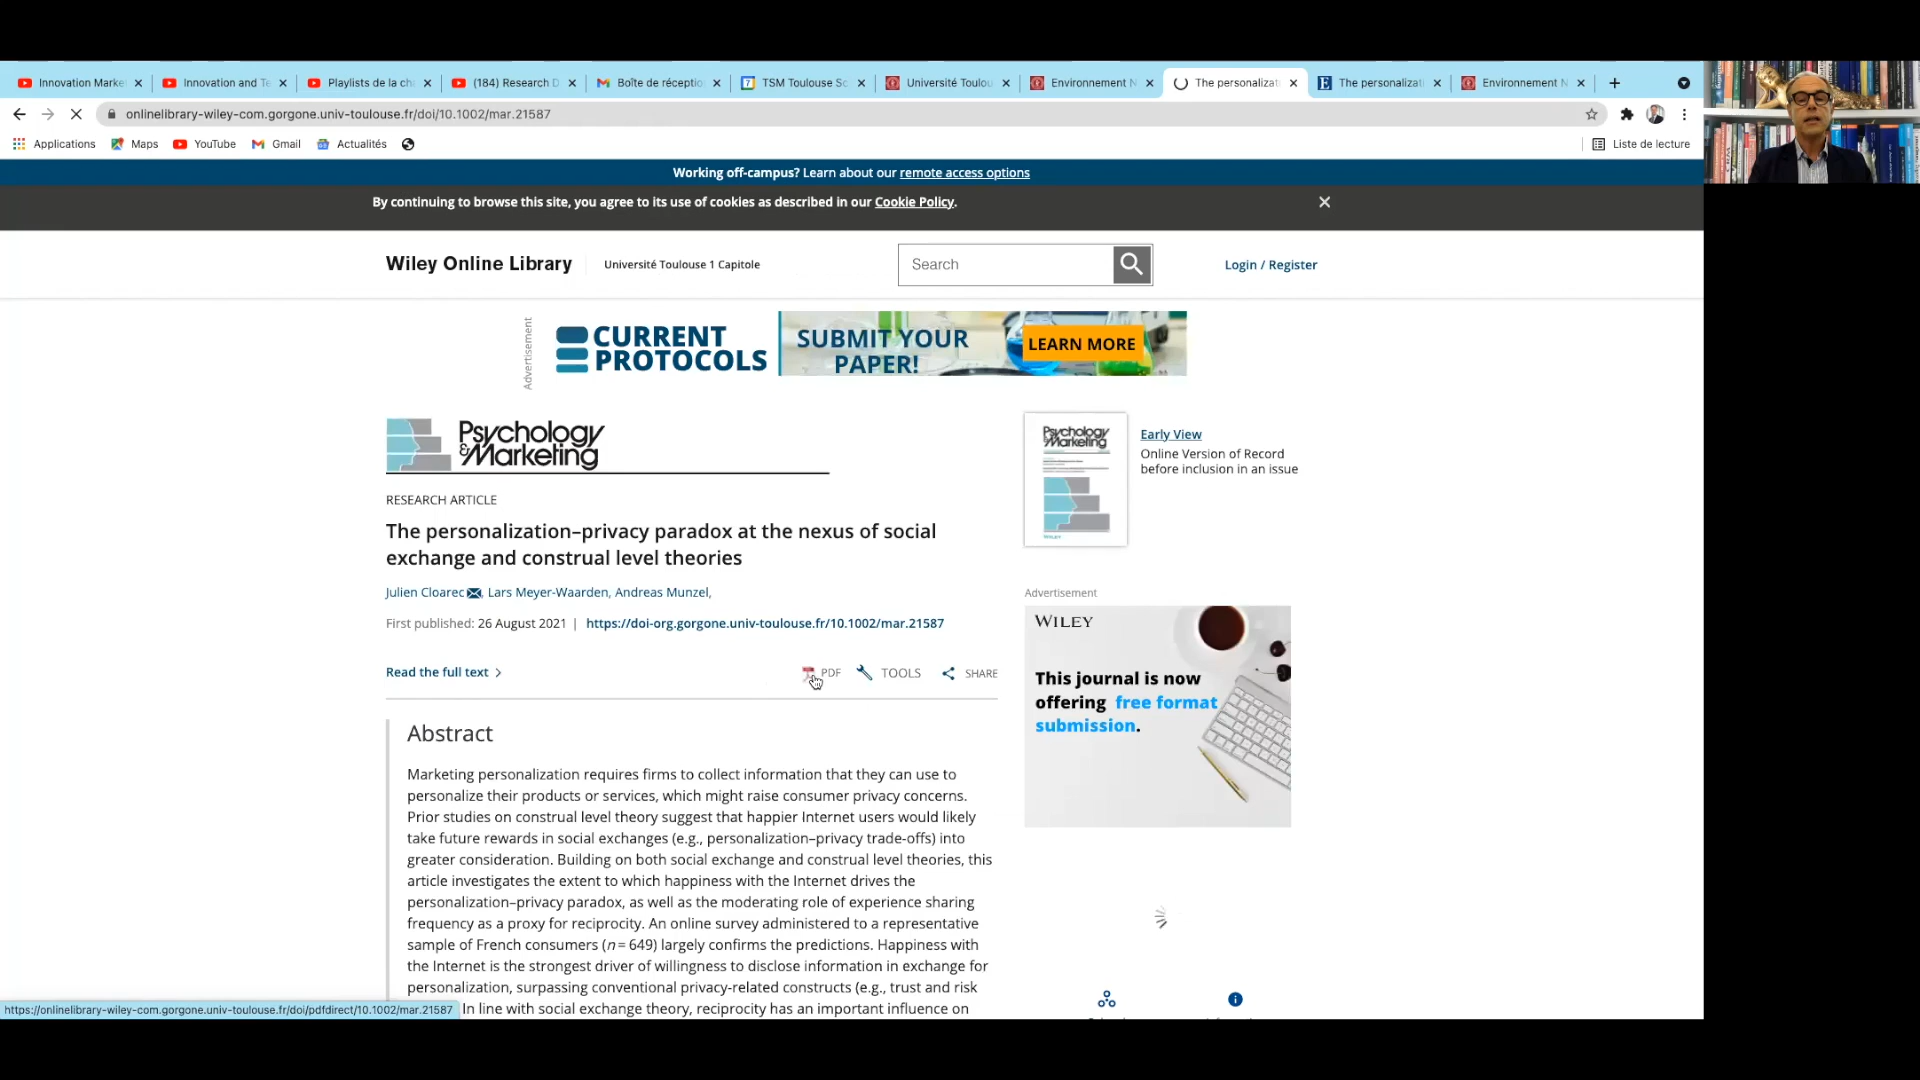 Innovation Marke
Innovation and Te
Playlists de la cha
(184) Research D
Boîte de réceptio
TSM Toulouse Sc
Université Toulou
Environnement N
The personalizat
The personalizati
Environnement N
onlinelibrary-wiley-com.gorgone.univ-toulouse.fr/doi/10.1002/mar.21587
Applications
Maps
YouTube
Gmail
Actualités
Liste de lecture
Working off-campus? Learn about our remote access options
By continuing to browse this site, you agree to its use of cookies as described in our Cookie Policy.
Wiley Online Library
Université Toulouse 1 Capitole
Search
Login / Register
Advertisement
CURRENT
PROTOCOLS
SUBMIT YOUR
PAPER!
LEARN MORE
Psychology
& Marketing
RESEARCH ARTICLE
The personalization–privacy paradox at the nexus of social
exchange and construal level theories
Julien Cloarec, Lars Meyer-Waarden, Andreas Munzel,
First published: 26 August 2021 | https://doi-org.gorgone.univ-toulouse.fr/10.1002/mar.21587
Read the full text
PDF
TOOLS
SHARE
Abstract
Marketing personalization requires firms to collect information that they can use to
personalize their products or services, which might raise consumer privacy concerns.
Prior studies on construal level theory suggest that happier Internet users would likely
take future rewards in social exchanges (e.g., personalization–privacy trade-offs) into
greater consideration. Building on both social exchange and construal level theories, this
article investigates the extent to which happiness with the Internet drives the
personalization–privacy paradox, as well as the moderating role of experience sharing
frequency as a proxy for reciprocity. An online survey administered to a representative
sample of French consumers (n = 649) largely confirms the predictions. Happiness with
the Internet is the strongest driver of willingness to disclose information in exchange for
personalization, surpassing conventional privacy-related constructs (e.g., trust and risk
In line with social exchange theory, reciprocity has an important influence on
Psychology
& Marketing
WILEY
Early View
Online Version of Record
before inclusion in an issue
Advertisement
WILEY
This journal is now
offering free format
submission.
https://onlinelibrary-wiley-com.gorgone.univ-toulouse.fr/doi/pdfdirect/10.1002/mar.21587